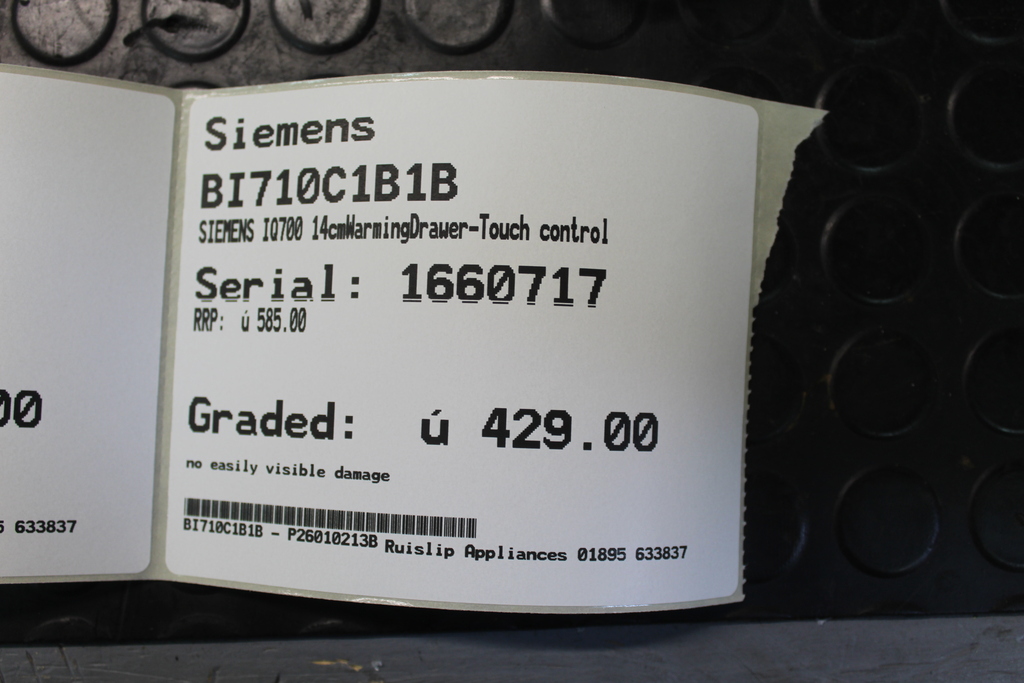 Siemens
BI710C1B1B
SIEMENS IQ700 14cmWarmingDrawer-Touch control
Serial: 1660717
RRP: ú 585.00
Graded: ú 429.00
no easily visible damage
BI710C1B1B - P26010213B Ruislip Appliances 01895 633837
00
5 633837